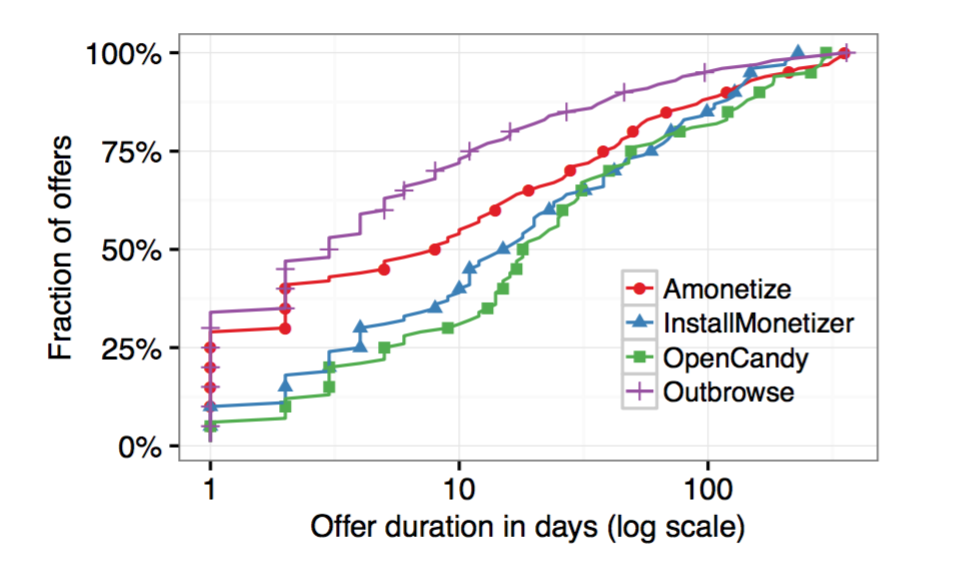 100%
75%
50%
25%
0%
Fraction of offers
Amonetize
InstallMonetizer
OpenCandy
Outbrowse
1 10 100
Offer duration in days (log scale)